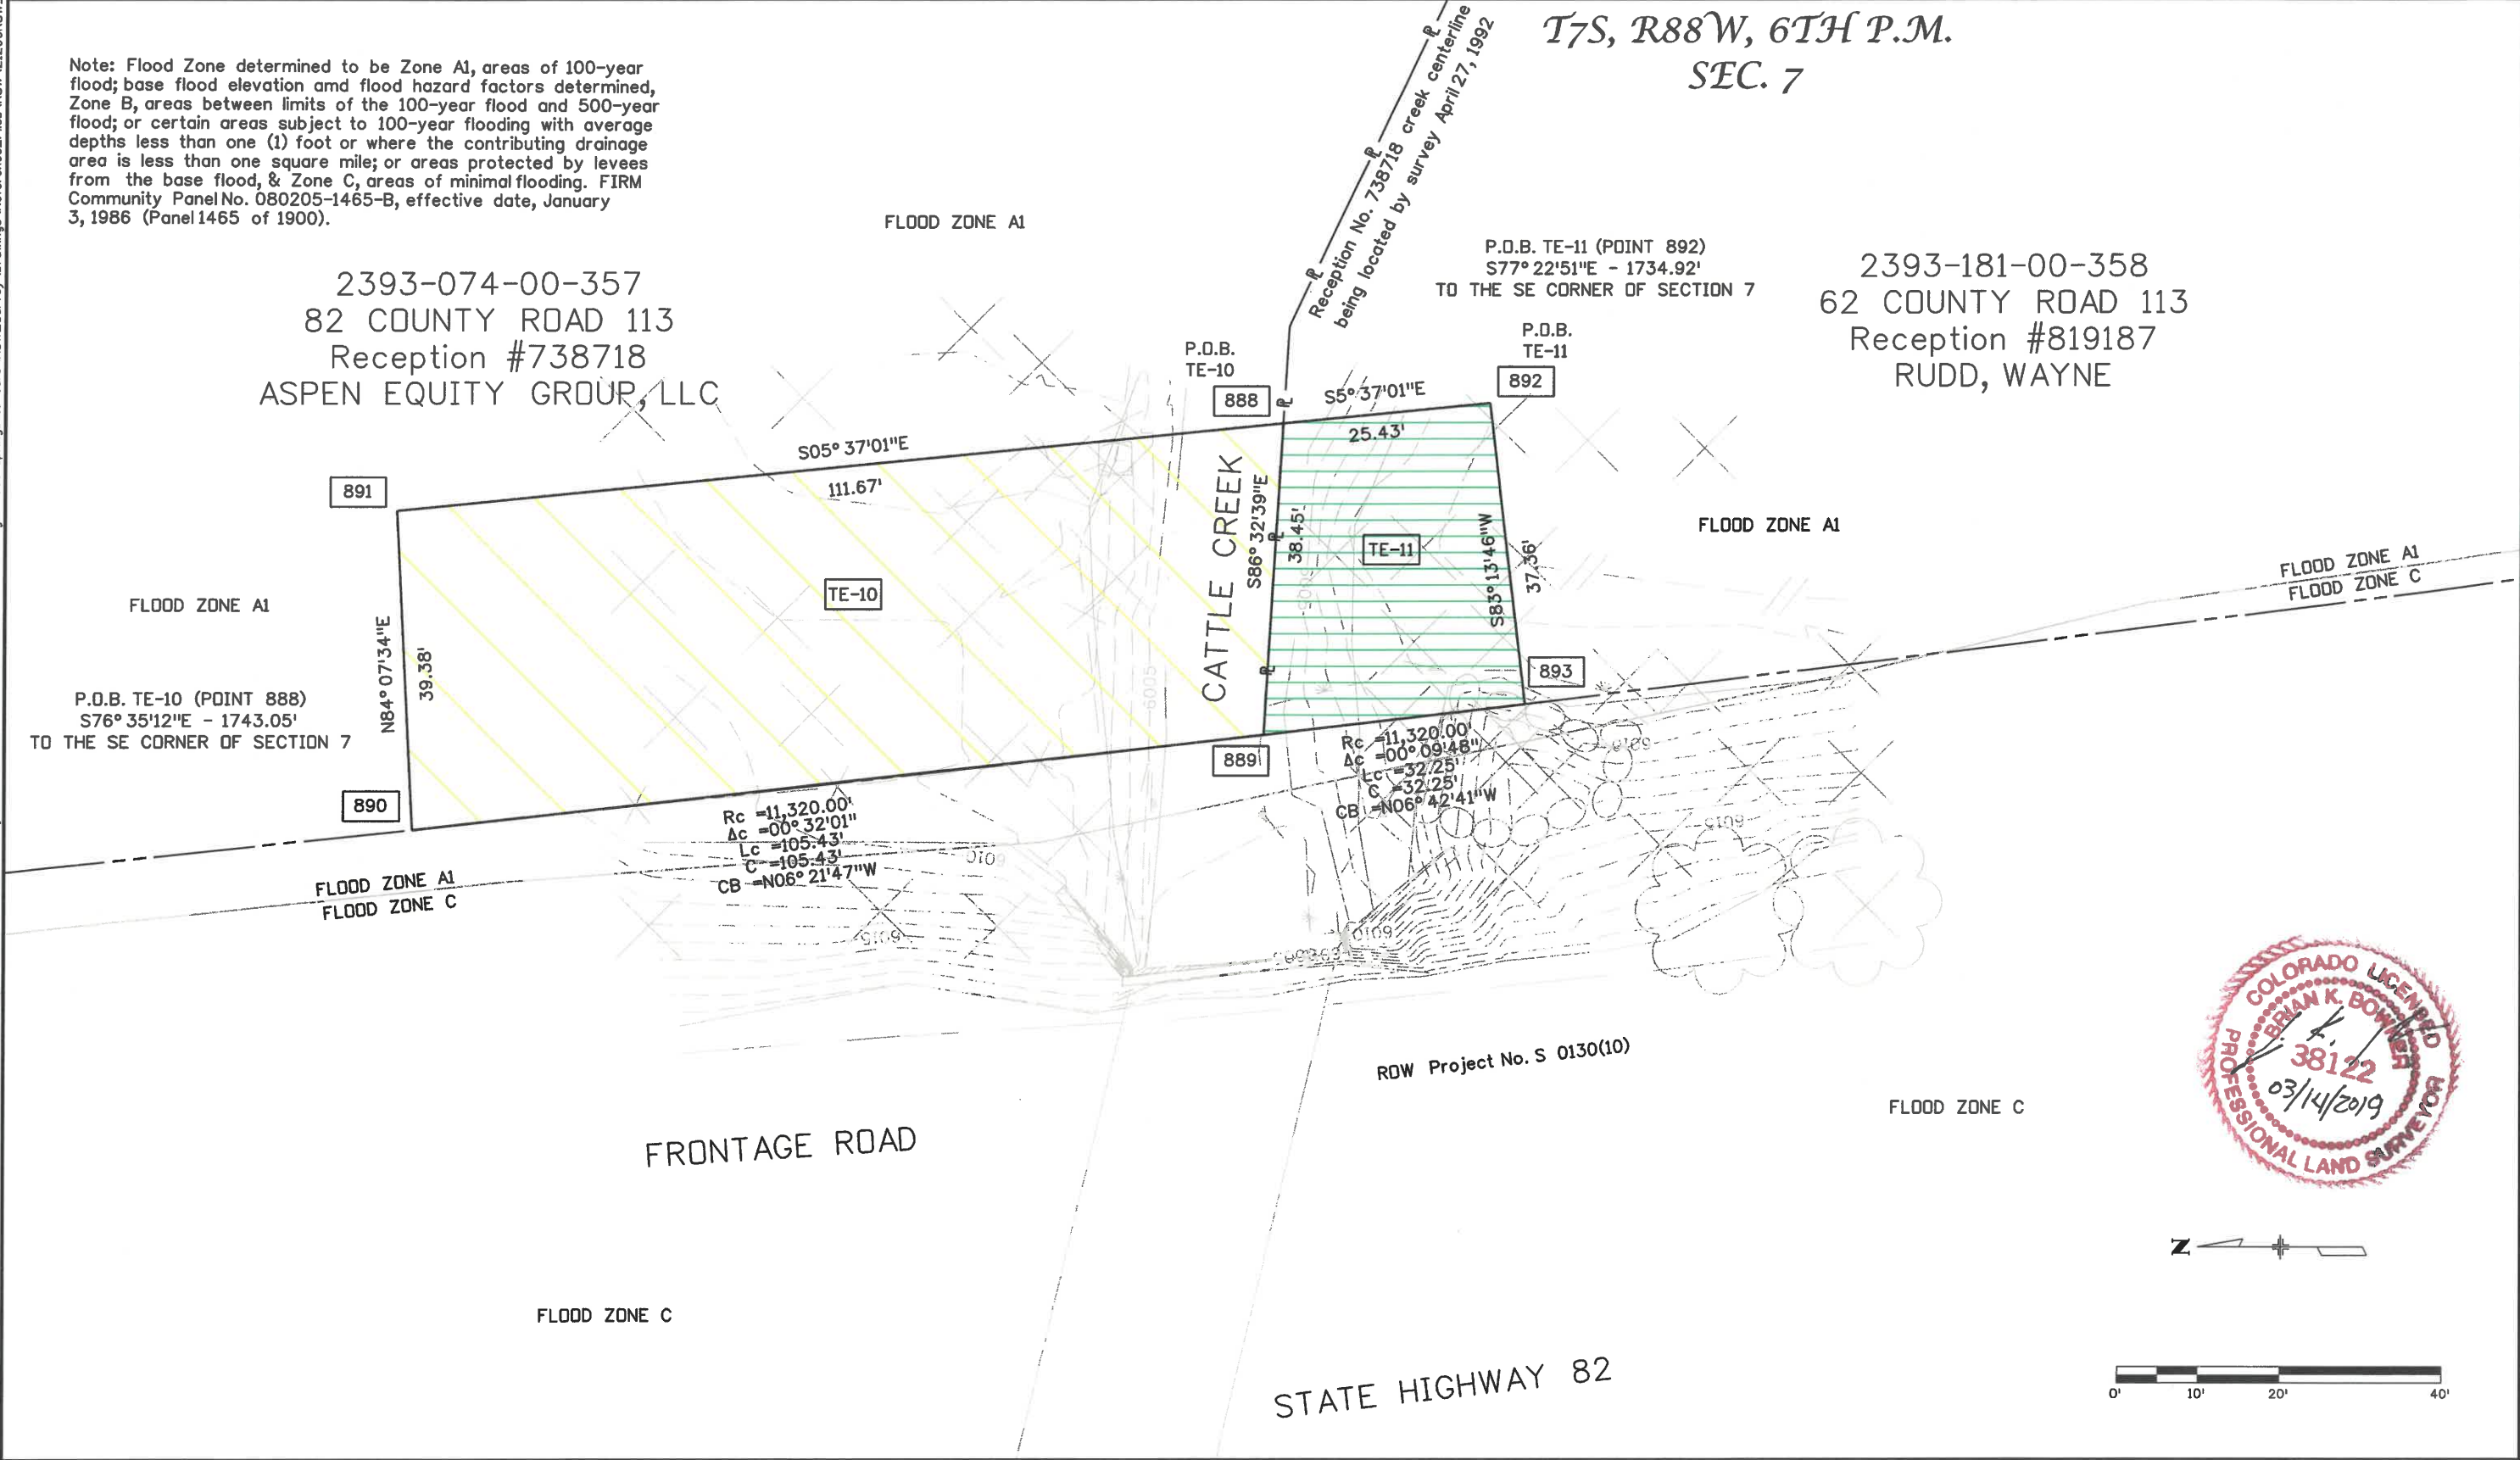 T7S, R88W, 6TH P.M.
SEC. 7
Note: Flood Zone determined to be Zone A1, areas of 100-year
flood; base flood elevation amd flood hazard factors determined,
Zone B, areas between limits of the 100-year flood and 500-year
flood; or certain areas subject to 100-year flooding with average
depths less than one (1) foot or where the contributing drainage
area is less than one square mile; or areas protected by levees
from the base flood, & Zone C, areas of minimal flooding. FIRM
Community Panel No. 080205-1465-B, effective date, January
3, 1986 (Panel 1465 of 1900).
Reception No. 738718 creek centerline
being located by survey April 27, 1992
FLOOD ZONE A1
2393-074-00-357
82 COUNTY ROAD 113
Reception #738718
ASPEN EQUITY GROUP, LLC
P.O.B. TE-11 (POINT 892)
S77° 22'51"E - 1734.92'
TO THE SE CORNER OF SECTION 7
2393-181-00-358
62 COUNTY ROAD 113
Reception #819187
RUDD, WAYNE
P.O.B.
TE-10
888
P.O.B.
TE-11
892
S5° 37'01"E
25.43'
S05° 37'01"E
111.67'
891
CATTLE CREEK
S86° 32'39"E
38.45'
TE-11
S83° 13'46"W
37.36'
FLOOD ZONE A1
FLOOD ZONE A1
FLOOD ZONE C
TE-10
FLOOD ZONE A1
N84° 07'34"E
39.38'
6005
893
P.O.B. TE-10 (POINT 888)
S76° 35'12"E - 1743.05'
TO THE SE CORNER OF SECTION 7
889
890
Rc =11,320.00'
Δc =00° 09'48"
Lc =32.25'
C =32.25'
CB =N06° 42'41"W
Rc =11,320.00'
Δc =00° 32'01"
Lc =105.43'
C =105.43'
CB =N06° 21'47"W
6010
6010
6015
6015
6010
FLOOD ZONE A1
FLOOD ZONE C
ROW Project No. S 0130(10)
FLOOD ZONE C
FRONTAGE ROAD
COLORADO LICENSED
BRIAN K. BOWKER
38122
03/14/2019
PROFESSIONAL LAND SURVEYOR
N
FLOOD ZONE C
STATE HIGHWAY 82
0' 10' 20' 40'